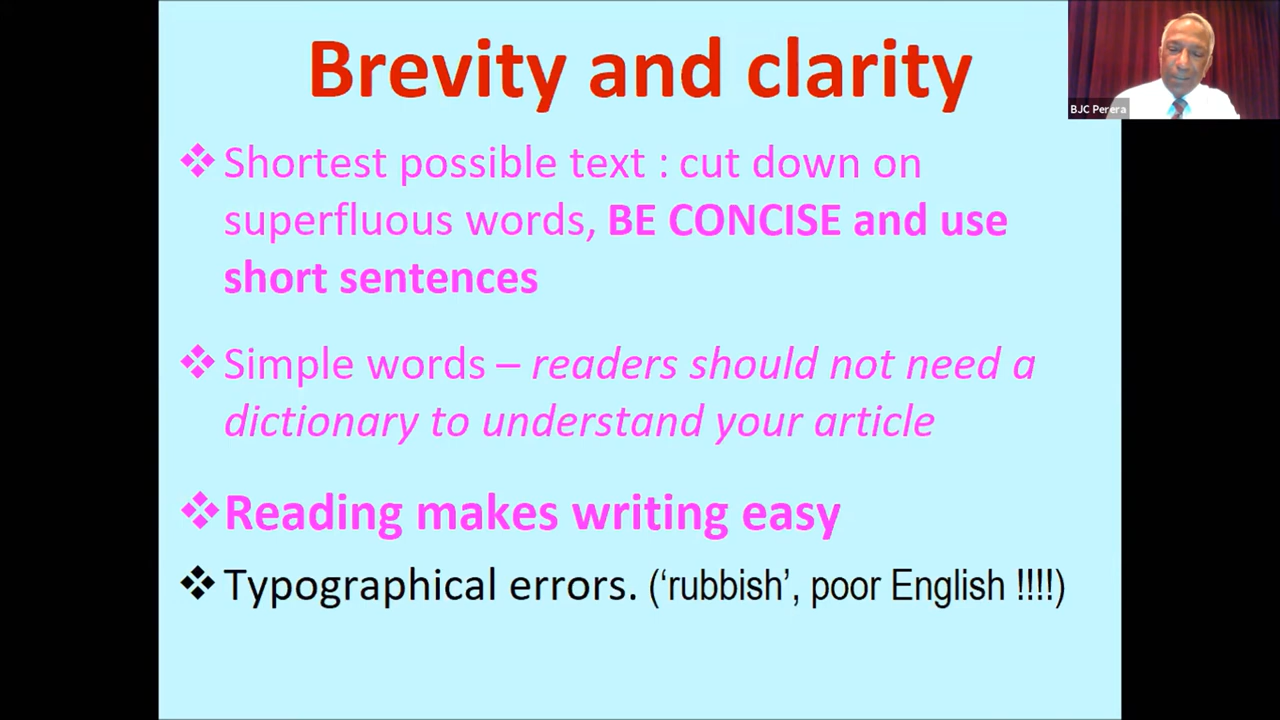 Brevity and clarity
BJC Perera
❖Shortest possible text : cut down on
superfluous words, BE CONCISE and use
short sentences
❖Simple words – readers should not need a
dictionary to understand your article
❖Reading makes writing easy
❖Typographical errors. (‘rubbish’, poor English !!!!)